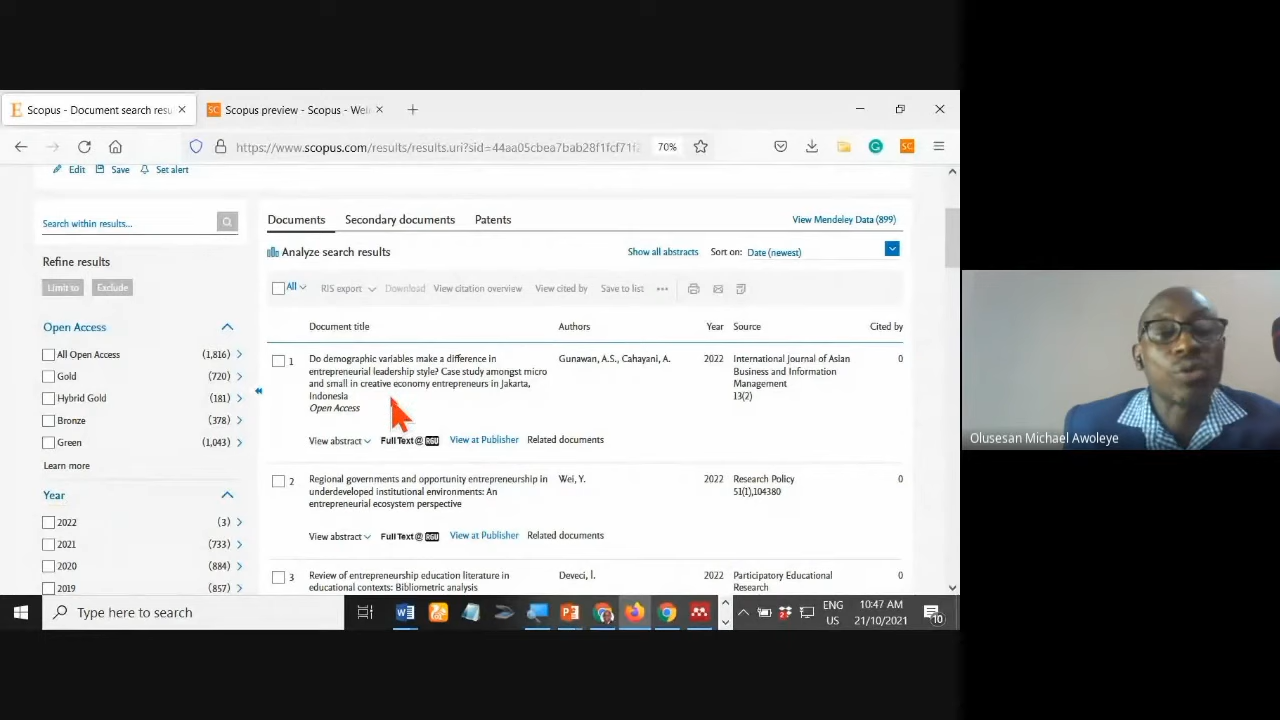 Scopus - Document search resu
Scopus preview - Scopus - Wel
https://www.scopus.com/results/results.uri?sid=44aa05cbea7bab28f1fcf71f2
70%
Edit Save Set alert
Search within results...
Documents Secondary documents Patents
View Mendeley Data (899)
Refine results
Analyze search results
Show all abstracts Sort on: Date (newest)
Limit to Exclude
All RIS export Download View citation overview View cited by Save to list •••
Open Access
Document title Authors Year Source Cited by
All Open Access (1,816)
Gold (720)
Hybrid Gold (181)
Bronze (378)
Green (1,043)
Learn more
1 Do demographic variables make a difference in
entrepreneurial leadership style? Case study amongst micro
and small in creative economy entrepreneurs in Jakarta,
Indonesia
Open Access
Gunawan, A.S., Cahayani, A.
2022
International Journal of Asian
Business and Information
Management
13(2)
0
View abstract Full Text@ RGU View at Publisher Related documents
Year
2022 (3)
2021 (733)
2020 (884)
2019 (857)
2 Regional governments and opportunity entrepreneurship in
underdeveloped institutional environments: An
entrepreneurial ecosystem perspective
Wei, Y.
2022
Research Policy
51(1),104380
0
View abstract Full Text@ RGU View at Publisher Related documents
3 Review of entrepreneurship education literature in
educational contexts: Bibliometric analysis
Deveci, İ.
2022
Participatory Educational
Research
0
Type here to search
ENG
US
10:47 AM
21/10/2021
10
Olusesan Michael Awoleye